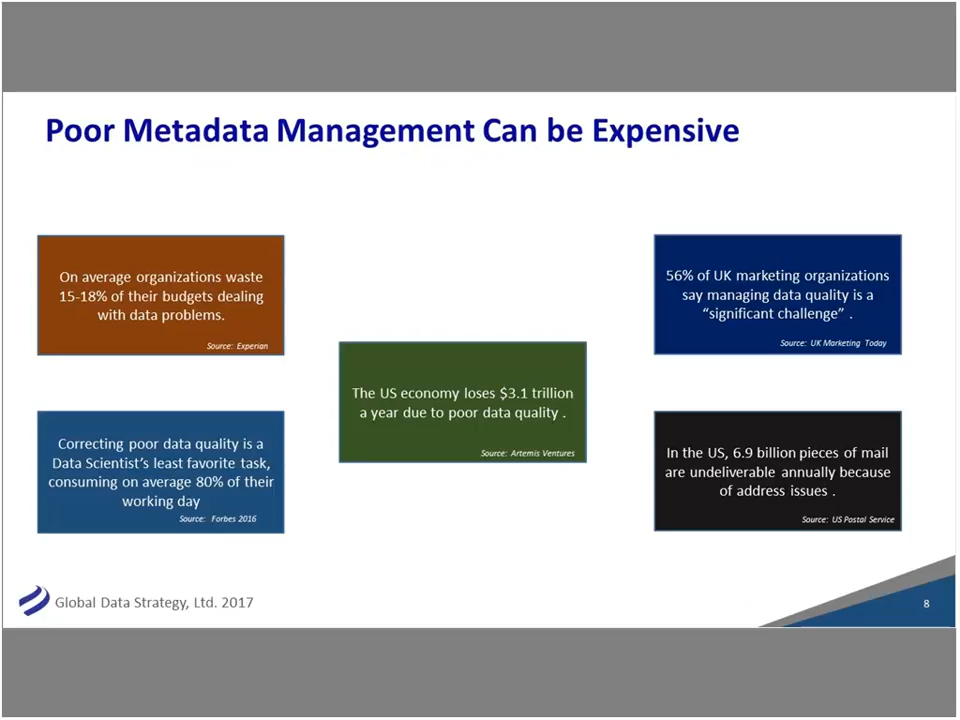 Poor Metadata Management Can be Expensive
On average organizations waste
15-18% of their budgets dealing
with data problems.
Source: Experian
Correcting poor data quality is a
Data Scientist's least favorite task,
consuming on average 80% of their
working day
Source: Forbes 2016
The US economy loses $3.1 trillion
a year due to poor data quality .
Source: Artemis Ventures
56% of UK marketing organizations
say managing data quality is a
“significant challenge” .
Source: UK Marketing Today
In the US, 6.9 billion pieces of mail
are undeliverable annually because
of address issues .
Source: US Postal Service
Global Data Strategy, Ltd. 2017
8